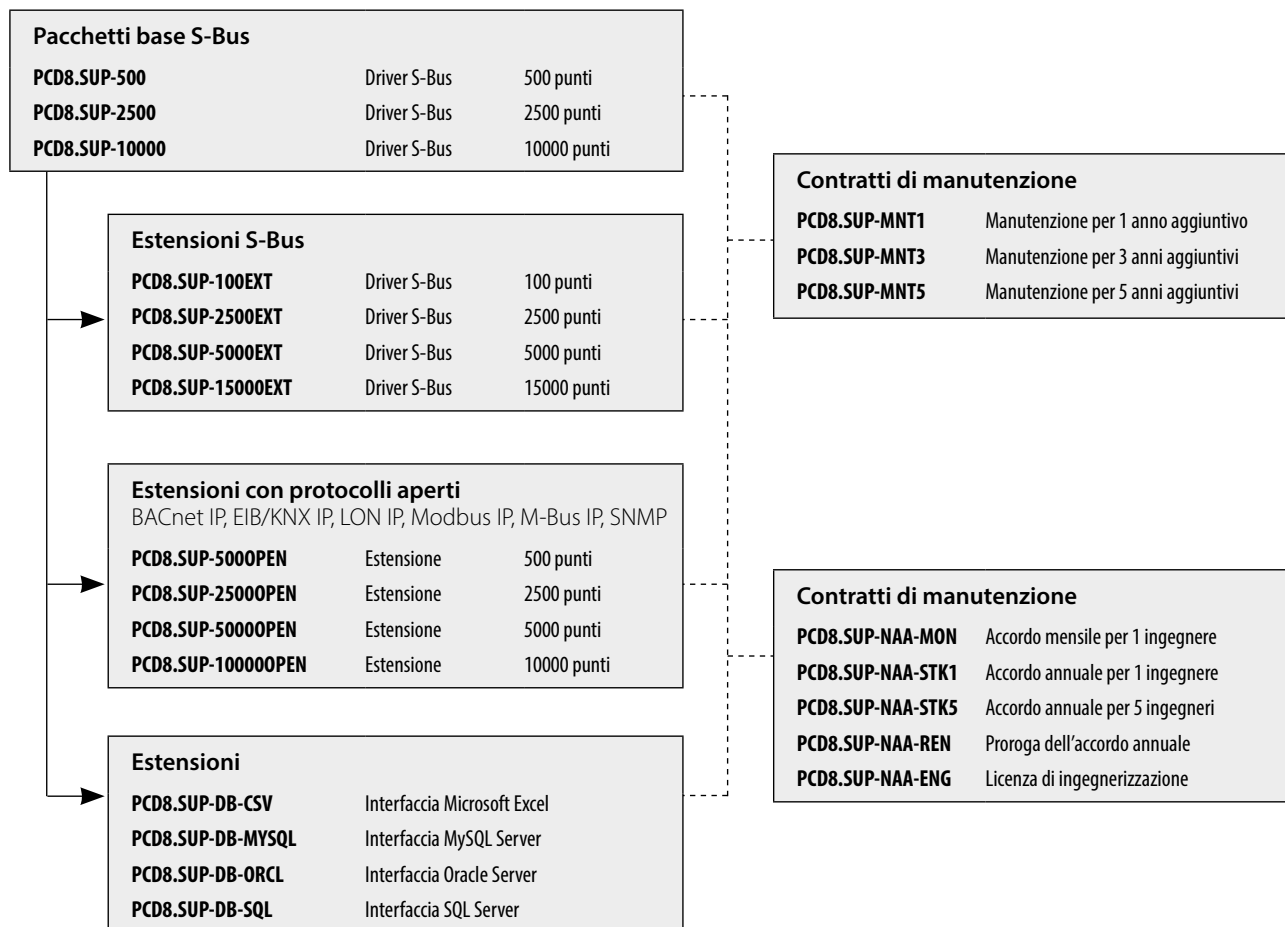 Pacchetti base S-Bus
PCD8.SUP-500 Driver S-Bus 500 punti
PCD8.SUP-2500 Driver S-Bus 2500 punti
PCD8.SUP-10000 Driver S-Bus 10000 punti
Estensioni S-Bus
PCD8.SUP-100EXT Driver S-Bus 100 punti
PCD8.SUP-2500EXT Driver S-Bus 2500 punti
PCD8.SUP-5000EXT Driver S-Bus 5000 punti
PCD8.SUP-15000EXT Driver S-Bus 15000 punti
Estensioni con protocolli aperti
BACnet IP, EIB/KNX IP, LON IP, Modbus IP, M-Bus IP, SNMP
PCD8.SUP-500OPEN Estensione 500 punti
PCD8.SUP-2500OPEN Estensione 2500 punti
PCD8.SUP-5000OPEN Estensione 5000 punti
PCD8.SUP-10000OPEN Estensione 10000 punti
Estensioni
PCD8.SUP-DB-CSV Interfaccia Microsoft Excel
PCD8.SUP-DB-MYSQL Interfaccia MySQL Server
PCD8.SUP-DB-ORCL Interfaccia Oracle Server
PCD8.SUP-DB-SQL Interfaccia SQL Server
Contratti di manutenzione
PCD8.SUP-MNT1 Manutenzione per 1 anno aggiuntivo
PCD8.SUP-MNT3 Manutenzione per 3 anni aggiuntivi
PCD8.SUP-MNT5 Manutenzione per 5 anni aggiuntivi
Contratti di manutenzione
PCD8.SUP-NAA-MON Accordo mensile per 1 ingegnere
PCD8.SUP-NAA-STK1 Accordo annuale per 1 ingegnere
PCD8.SUP-NAA-STK5 Accordo annuale per 5 ingegneri
PCD8.SUP-NAA-REN Proroga dell'accordo annuale
PCD8.SUP-NAA-ENG Licenza di ingegnerizzazione